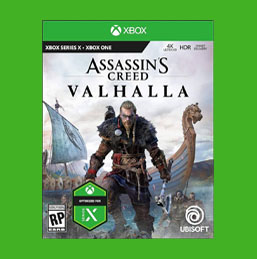 XBOX
XBOX SERIES X · XBOX ONE
4K
HDR
ASSASSIN'S
CREED
VALHALLA
RP
OPTIMIZED FOR
X
UBISOFT